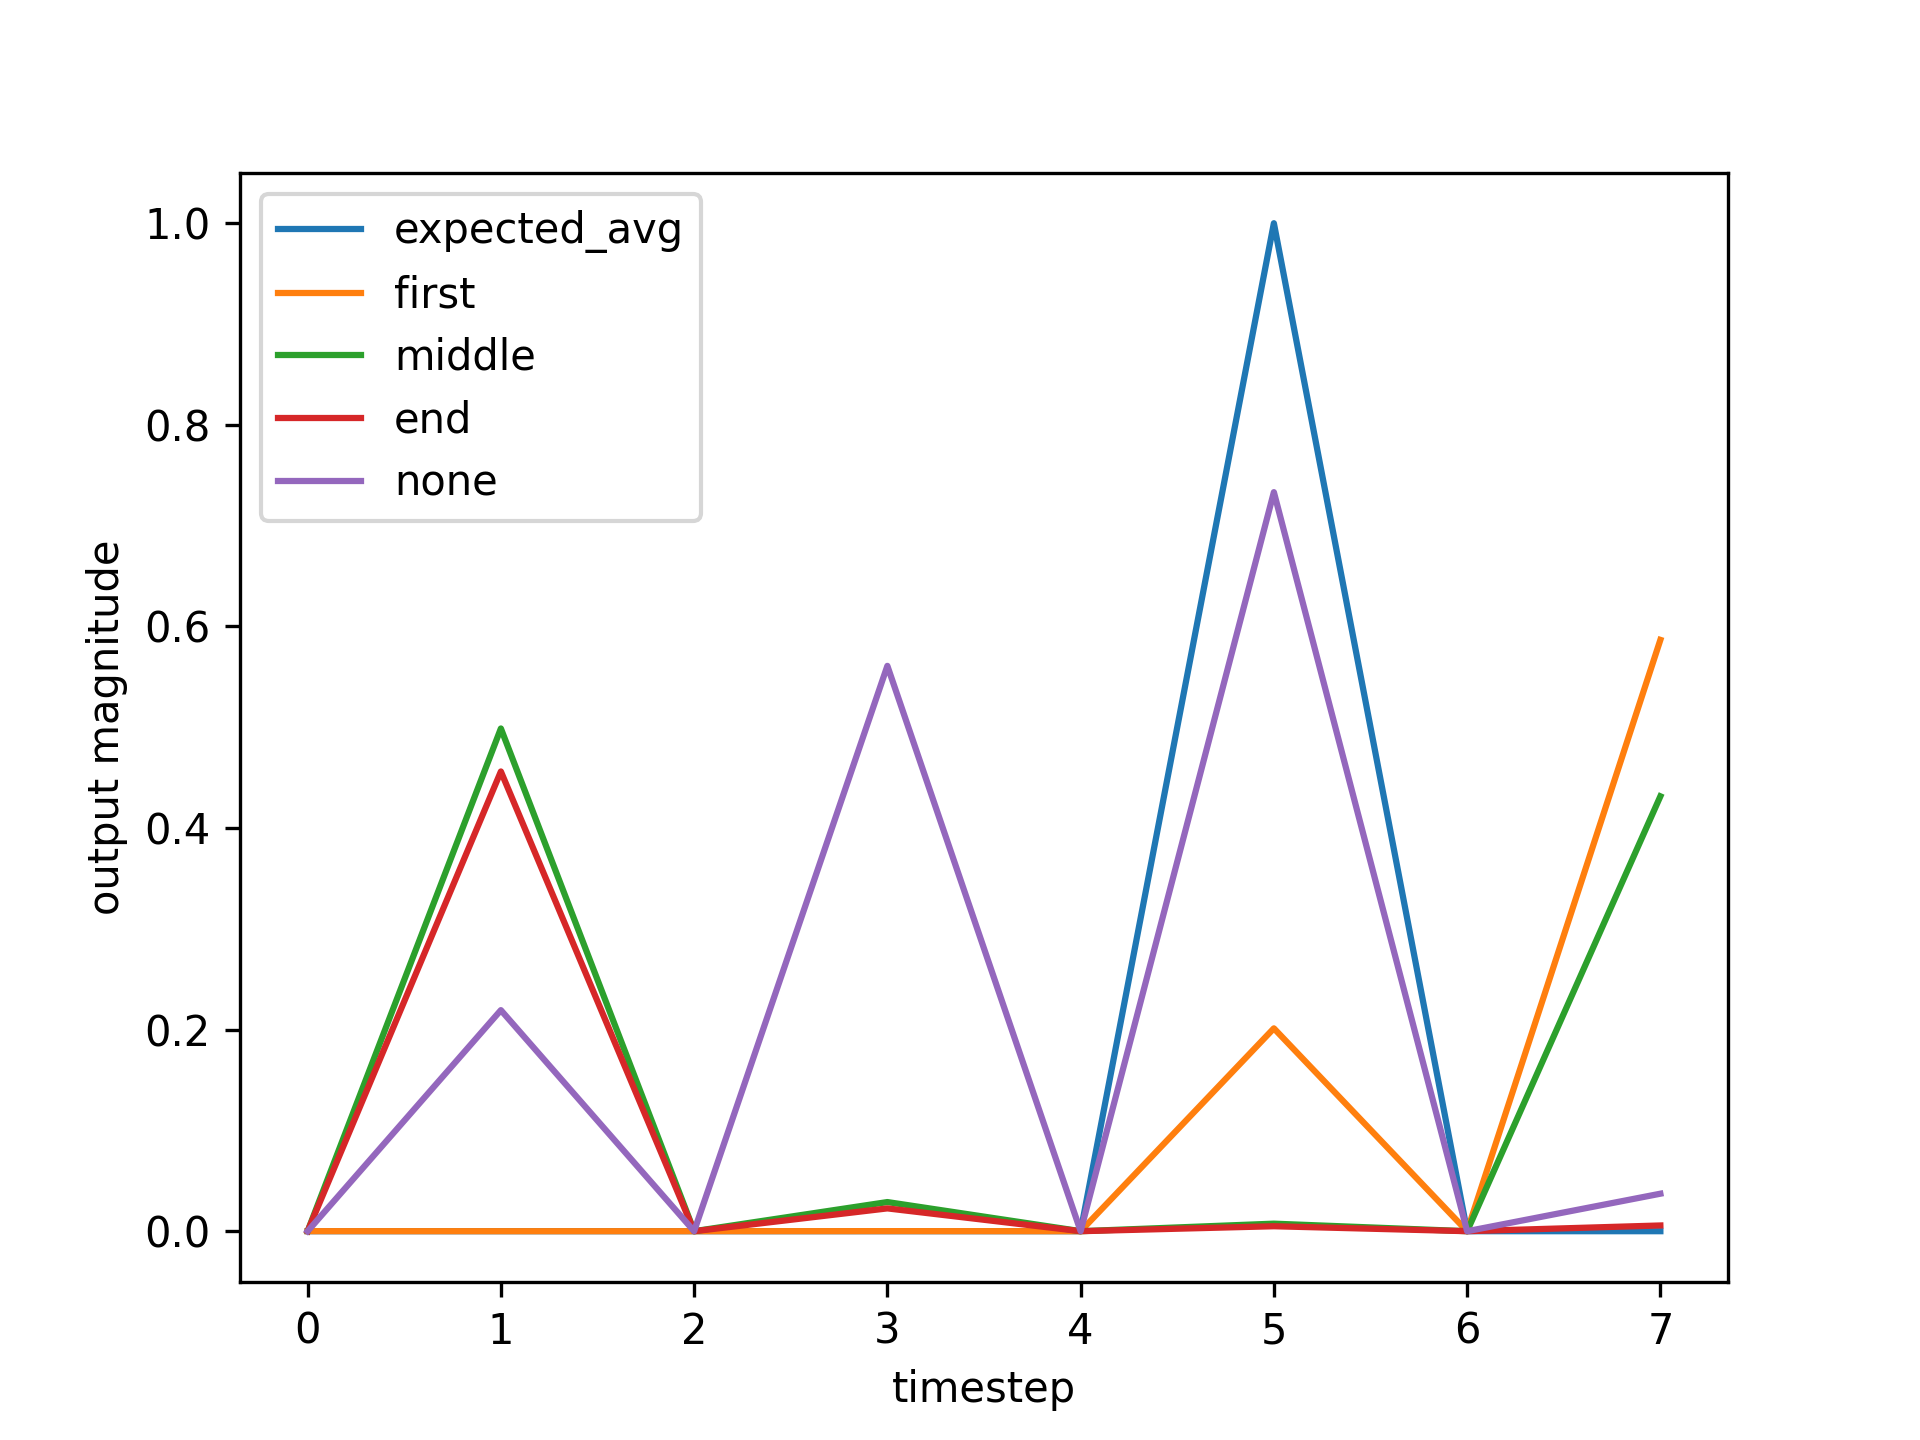 expected_avg
first
middle
end
none
1.0
0.8
0.6
0.4
0.2
0.0
output magnitude
0 1 2 3 4 5 6 7
timestep